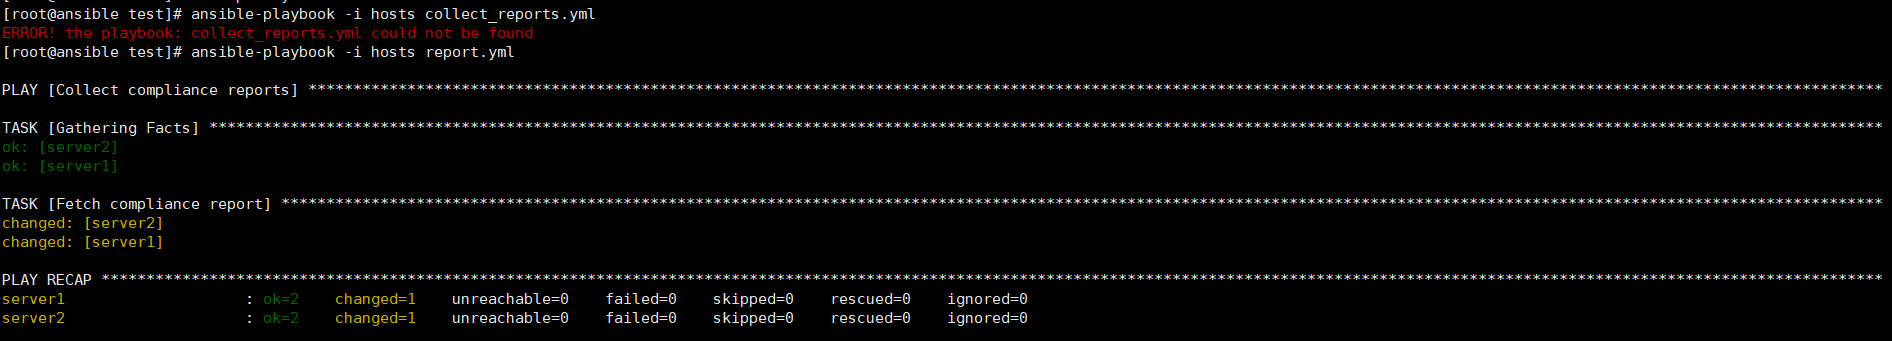 [root@ansible test]# ansible-playbook -i hosts collect_reports.yml
ERROR! the playbook: collect_reports.yml could not be found
[root@ansible test]# ansible-playbook -i hosts report.yml
PLAY [Collect compliance reports] *******************************************************************************************************************************************************************************
TASK [Gathering Facts] ******************************************************************************************************************************************************************************************
ok: [server2]
ok: [server1]
TASK [Fetch compliance report] **********************************************************************************************************************************************************************************
changed: [server2]
changed: [server1]
PLAY RECAP ******************************************************************************************************************************************************************************************************
server1                    : ok=2    changed=1    unreachable=0    failed=0    skipped=0    rescued=0    ignored=0
server2                    : ok=2    changed=1    unreachable=0    failed=0    skipped=0    rescued=0    ignored=0